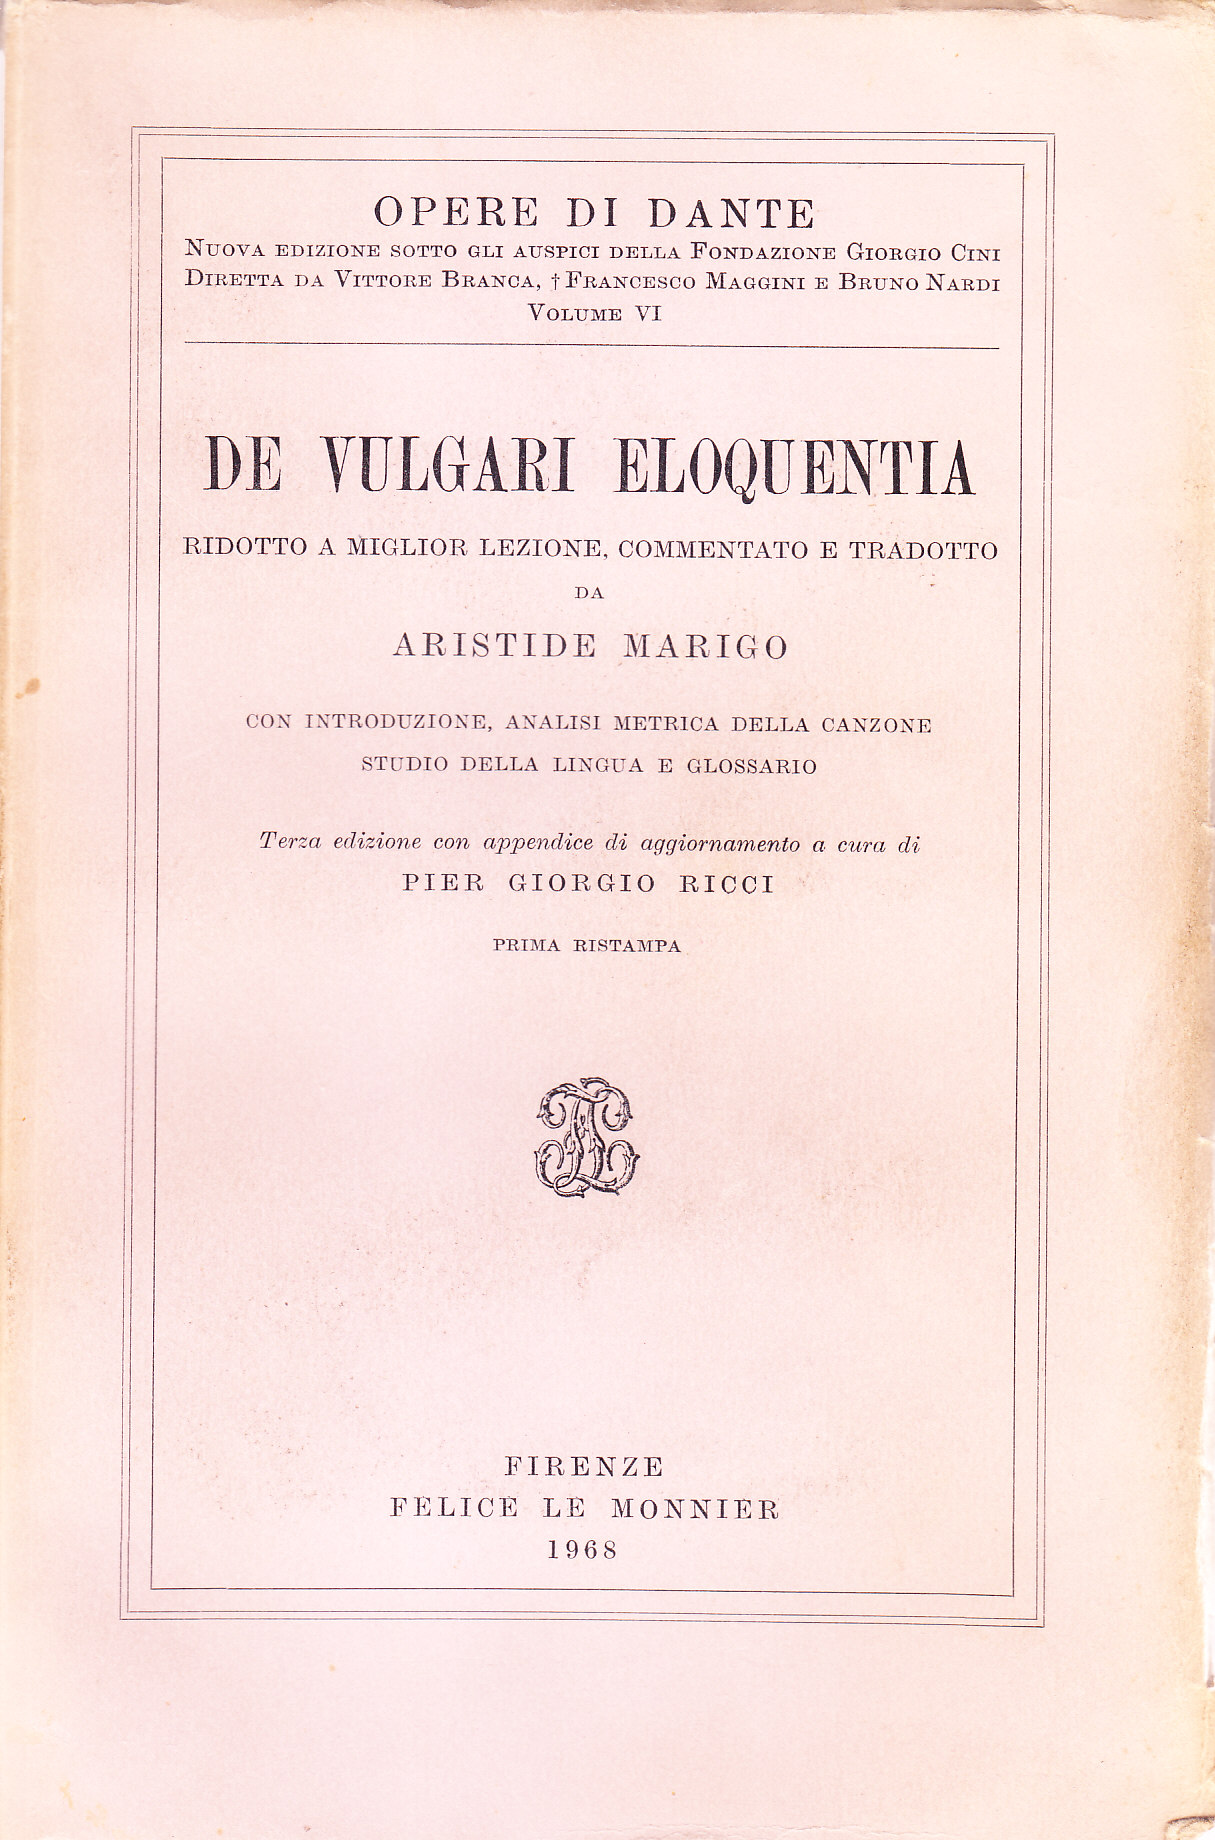 OPERE DI DANTE
NUOVA EDIZIONE SOTTO GLI AUSPICI DELLA FONDAZIONE GIORGIO CINI
DIRETTA DA VITTORE BRANCA, † FRANCESCO MAGGINI E BRUNO NARDI
VOLUME VI
DE VULGARI ELOQUENTIA
RIDOTTO A MIGLIOR LEZIONE, COMMENTATO E TRADOTTO
DA
ARISTIDE MARIGO
CON INTRODUZIONE, ANALISI METRICA DELLA CANZONE
STUDIO DELLA LINGUA E GLOSSARIO
Terza edizione con appendice di aggiornamento a cura di
PIER GIORGIO RICCI
PRIMA RISTAMPA
FIRENZE
FELICE LE MONNIER
1968